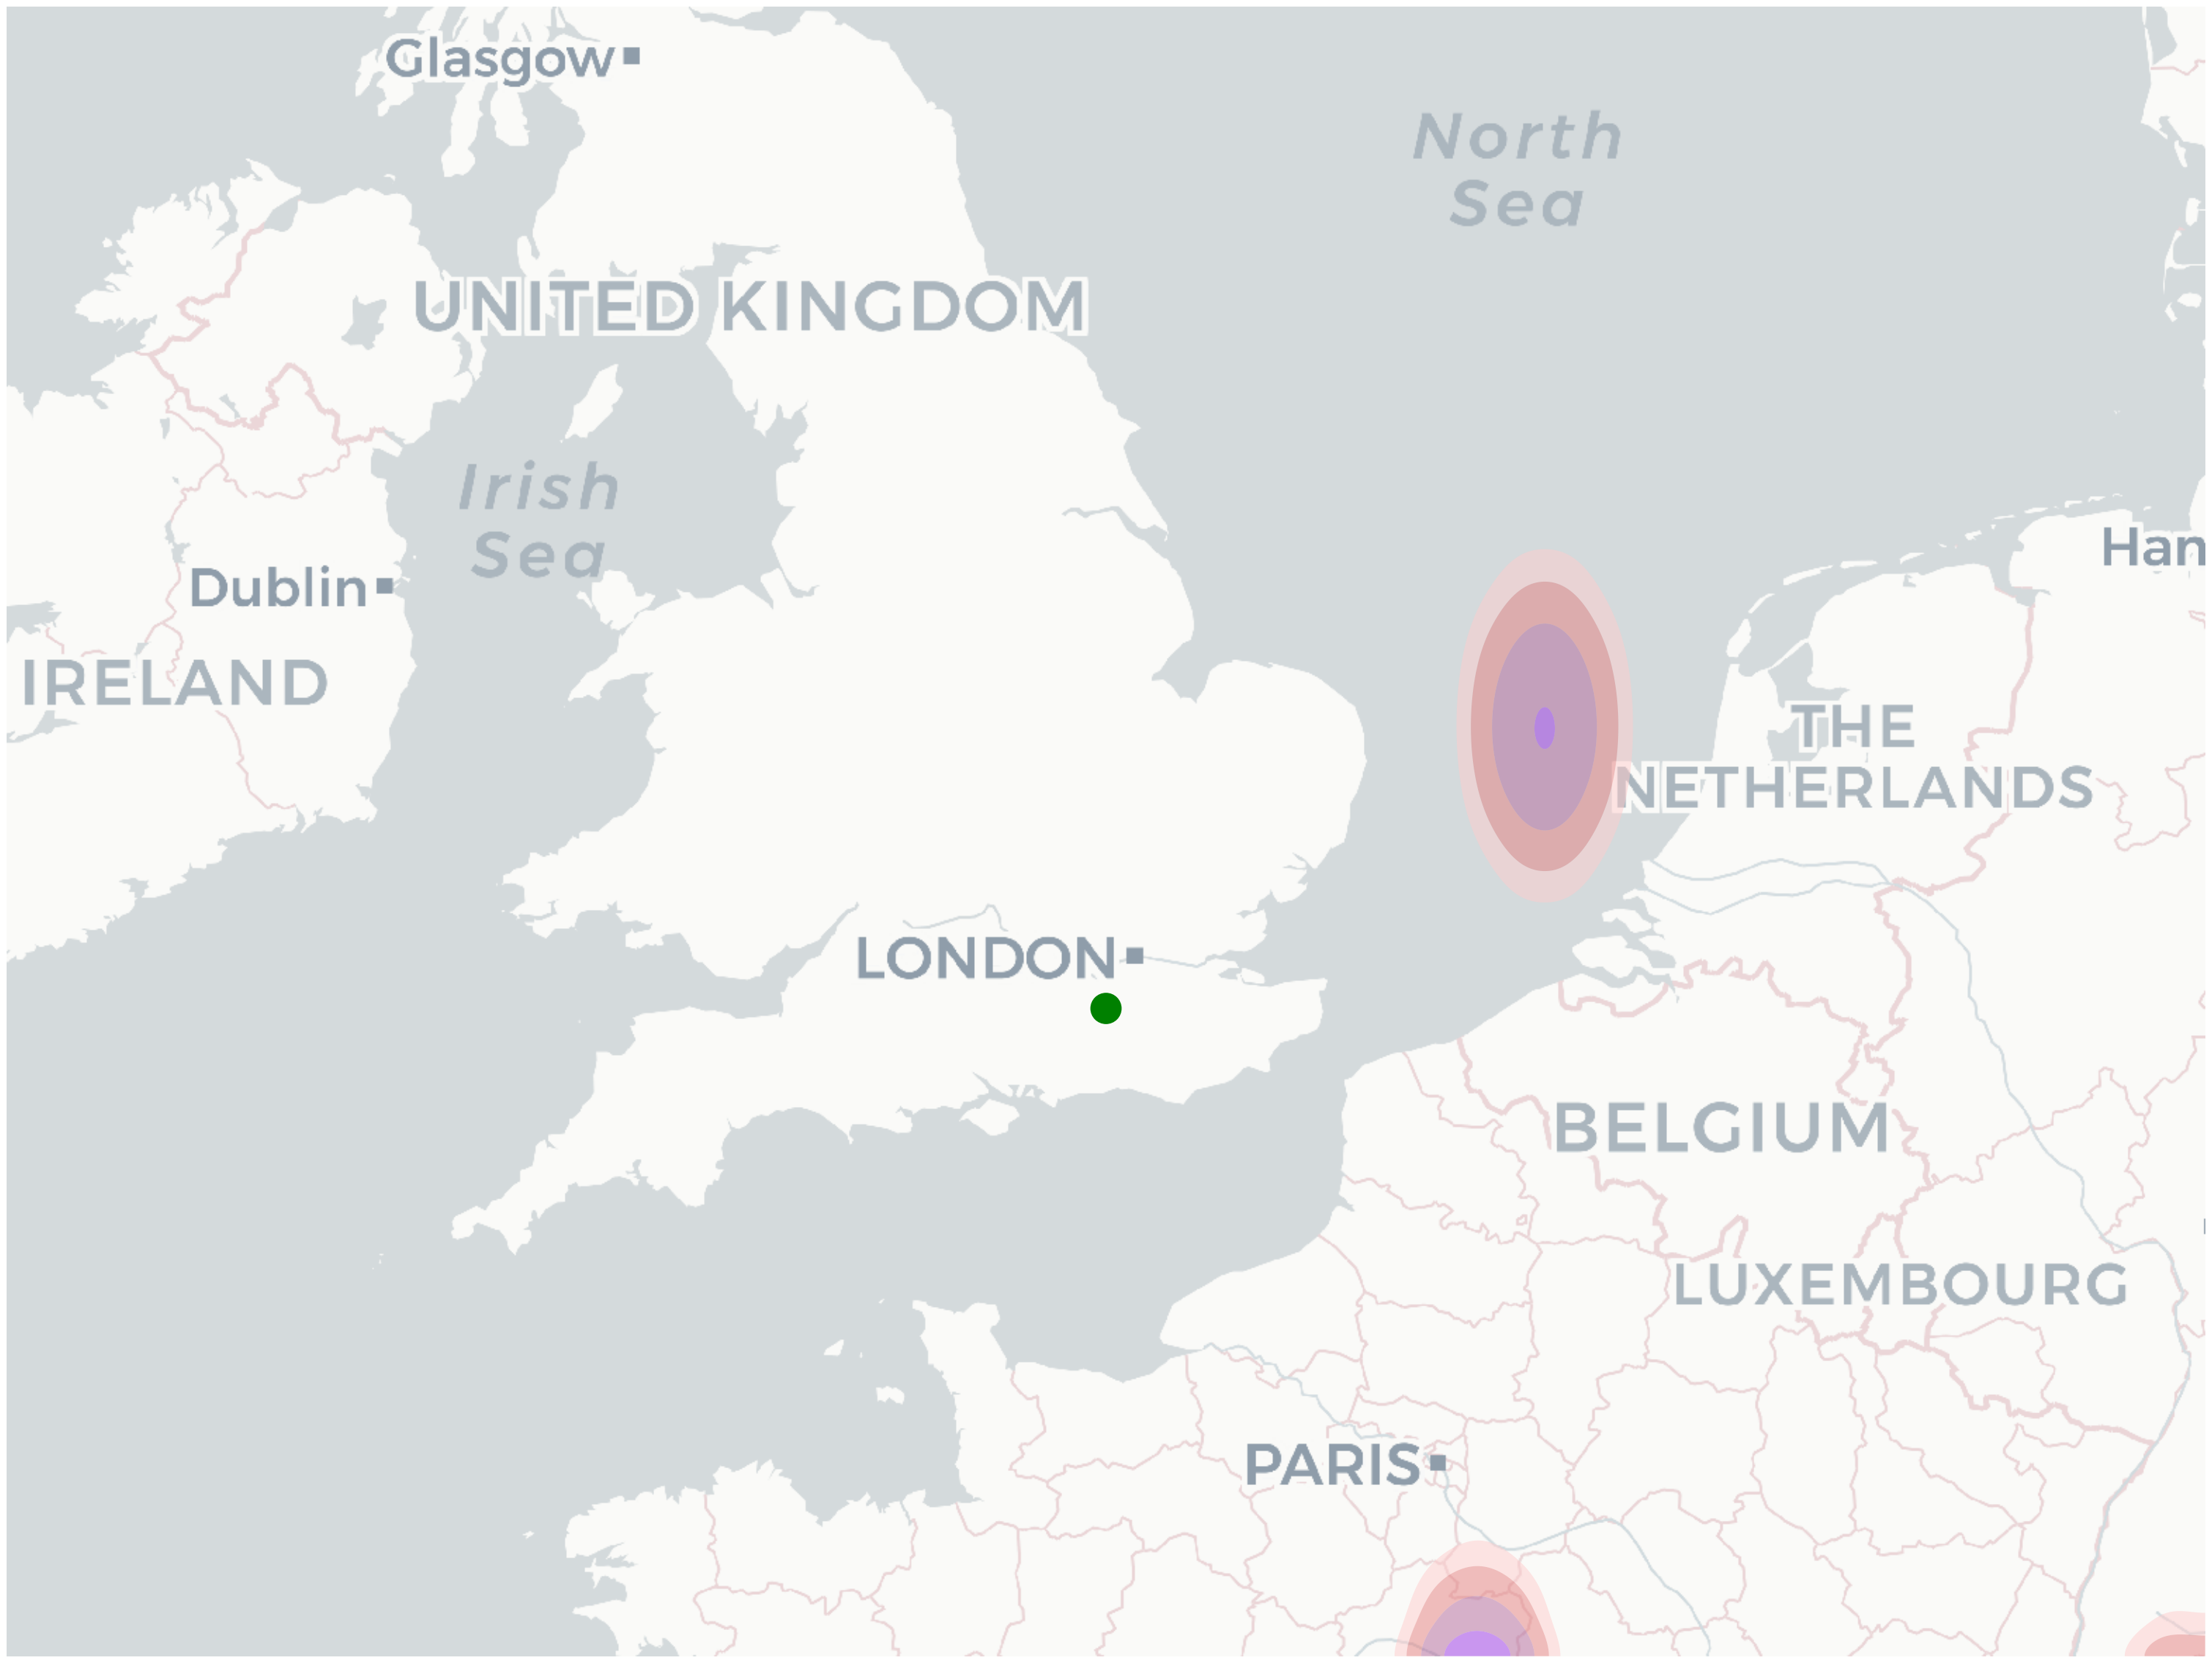 Glasgow
North
Sea
UNITED KINGDOM
Irish
Sea
Han
Dublin
IRELAND
THE
NETHERLANDS
LONDON
BELGIUM
LUXEMBOURG
PARIS